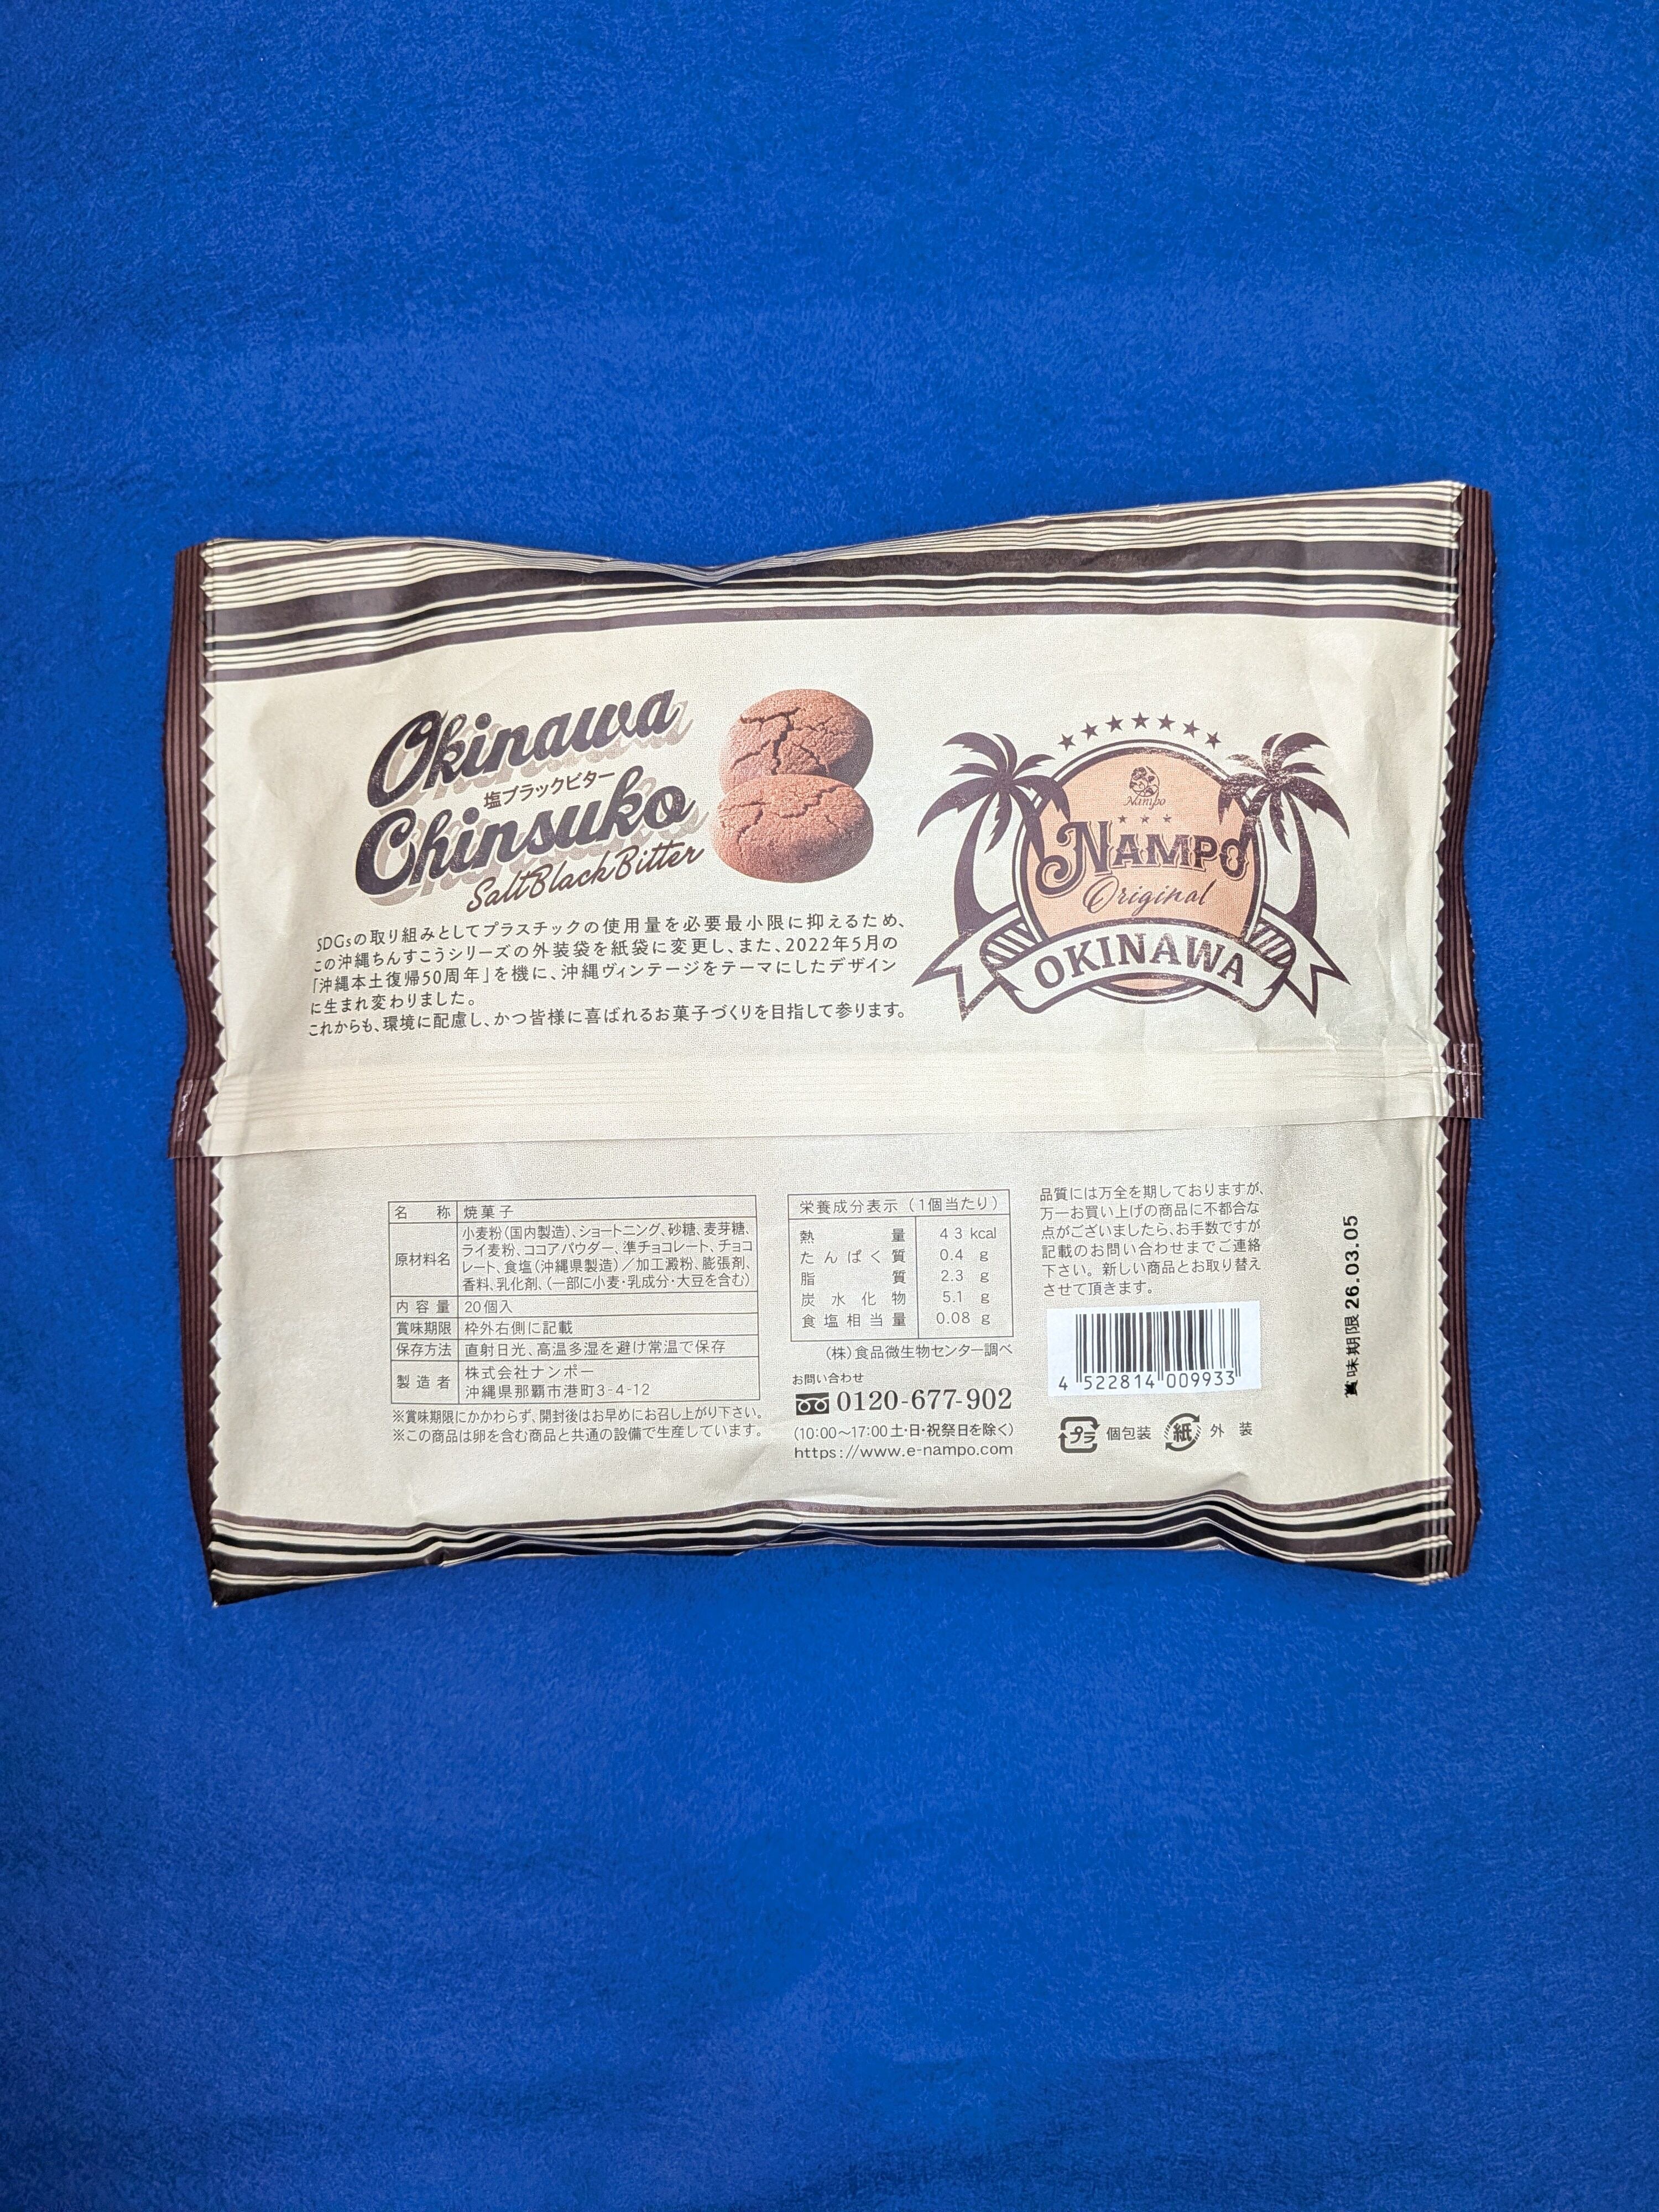 Okinawa
塩ブラックビター
Chinsuko
SaltBlackBitter
SDGsの取り組みとしてプラスチックの使用量を必要最小限に抑えるため、
この沖縄ちんすこうシリーズの外装袋を紙袋に変更し、また、2022年5月の
「沖縄本土復帰50周年」を機に、沖縄ヴィンテージをテーマにしたデザイン
に生まれ変わりました。
これからも、環境に配慮し、かつ皆様に喜ばれるお菓子づくりを目指して参ります。
Nampo
NAMPO
Original
OKINAWA
名称 焼菓子
原材料名 小麦粉(国内製造)、ショートニング、砂糖、麦芽糖、
ライ麦粉、ココアパウダー、準チョコレート、チョコ
レート、食塩(沖縄県製造)/加工澱粉、膨張剤、
香料、乳化剤、(一部に小麦・乳成分・大豆を含む)
内容量 20個入
賞味期限 枠外右側に記載
保存方法 直射日光、高温多湿を避け常温で保存
製造者 株式会社ナンポー
沖縄県那覇市港町3-4-12
※賞味期限にかかわらず、開封後はお早めにお召し上がり下さい。
※この商品は卵を含む商品と共通の設備で生産しています。
栄養成分表示(1個当たり)
熱量 43 kcal
たんぱく質 0.4 g
脂質 2.3 g
炭水化物 5.1 g
食塩相当量 0.08 g
(株)食品微生物センター調べ
お問い合わせ
0120-677-902
(10:00〜17:00 土・日・祝祭日を除く)
https://www.e-nampo.com
品質には万全を期しておりますが、
万一お買い上げの商品に不都合な
点がございましたら、お手数ですが
記載のお問い合わせまでご連絡
下さい。新しい商品とお取り替え
させて頂きます。
4 522814 009933
プラ 個包装 紙 外装
賞味期限 26.03.05